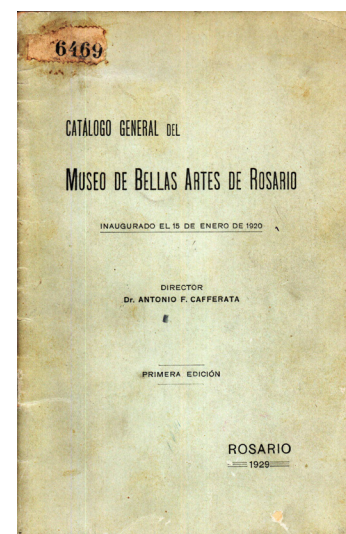 6469
CATÁLOGO GENERAL DEL
MUSEO DE BELLAS ARTES DE ROSARIO
INAUGURADO EL 15 DE ENERO DE 1920
DIRECTOR
Dr. ANTONIO F. CAFFERATA
PRIMERA EDICIÓN
ROSARIO
1929